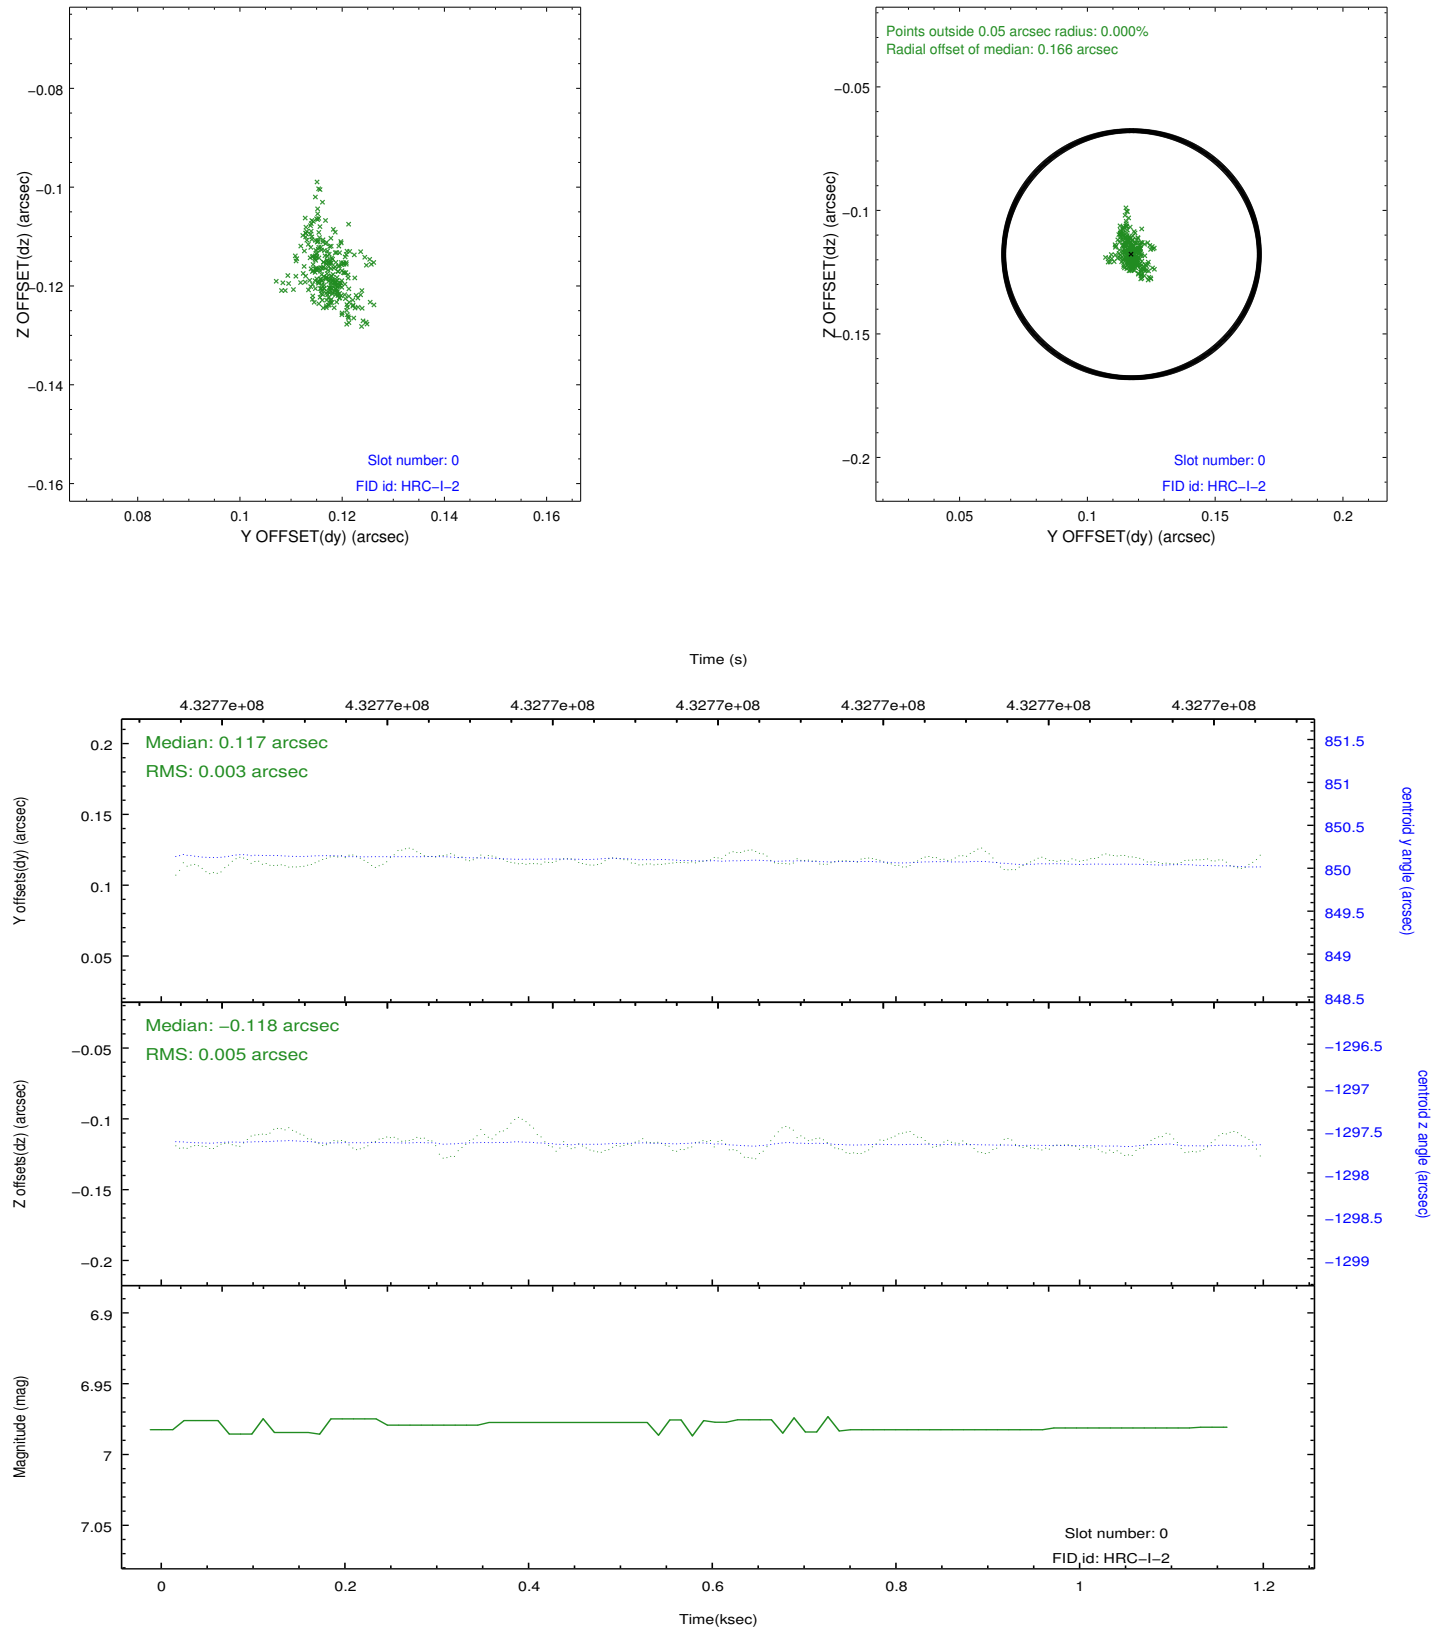 −0.08
−0.1
−0.12
−0.14
−0.16
Z OFFSET(dz) (arcsec)
Slot number: 0
FID id: HRC−I−2
0.08 0.1 0.12 0.14 0.16
Y OFFSET(dy) (arcsec)
Points outside 0.05 arcsec radius: 0.000%
Radial offset of median: 0.166 arcsec
−0.05
−0.1
−0.15
−0.2
Z OFFSET(dz) (arcsec)
Slot number: 0
FID id: HRC−I−2
0.05 0.1 0.15 0.2
Y OFFSET(dy) (arcsec)
Time (s)
4.3277e+08 4.3277e+08 4.3277e+08 4.3277e+08 4.3277e+08 4.3277e+08 4.3277e+08
Median: 0.117 arcsec
RMS: 0.003 arcsec
0.2
0.15
0.1
0.05
Y offsets(dy) (arcsec)
851.5
851
850.5
850
849.5
849
848.5
centroid y angle (arcsec)
Median: −0.118 arcsec
RMS: 0.005 arcsec
−0.05
−0.1
−0.15
−0.2
Z offsets(dz) (arcsec)
−1296.5
−1297
−1297.5
−1298
−1298.5
−1299
centroid z angle (arcsec)
6.9
6.95
7
7.05
Magnitude (mag)
Slot number: 0
FID id: HRC−I−2
0 0.2 0.4 0.6 0.8 1 1.2
Time(ksec)